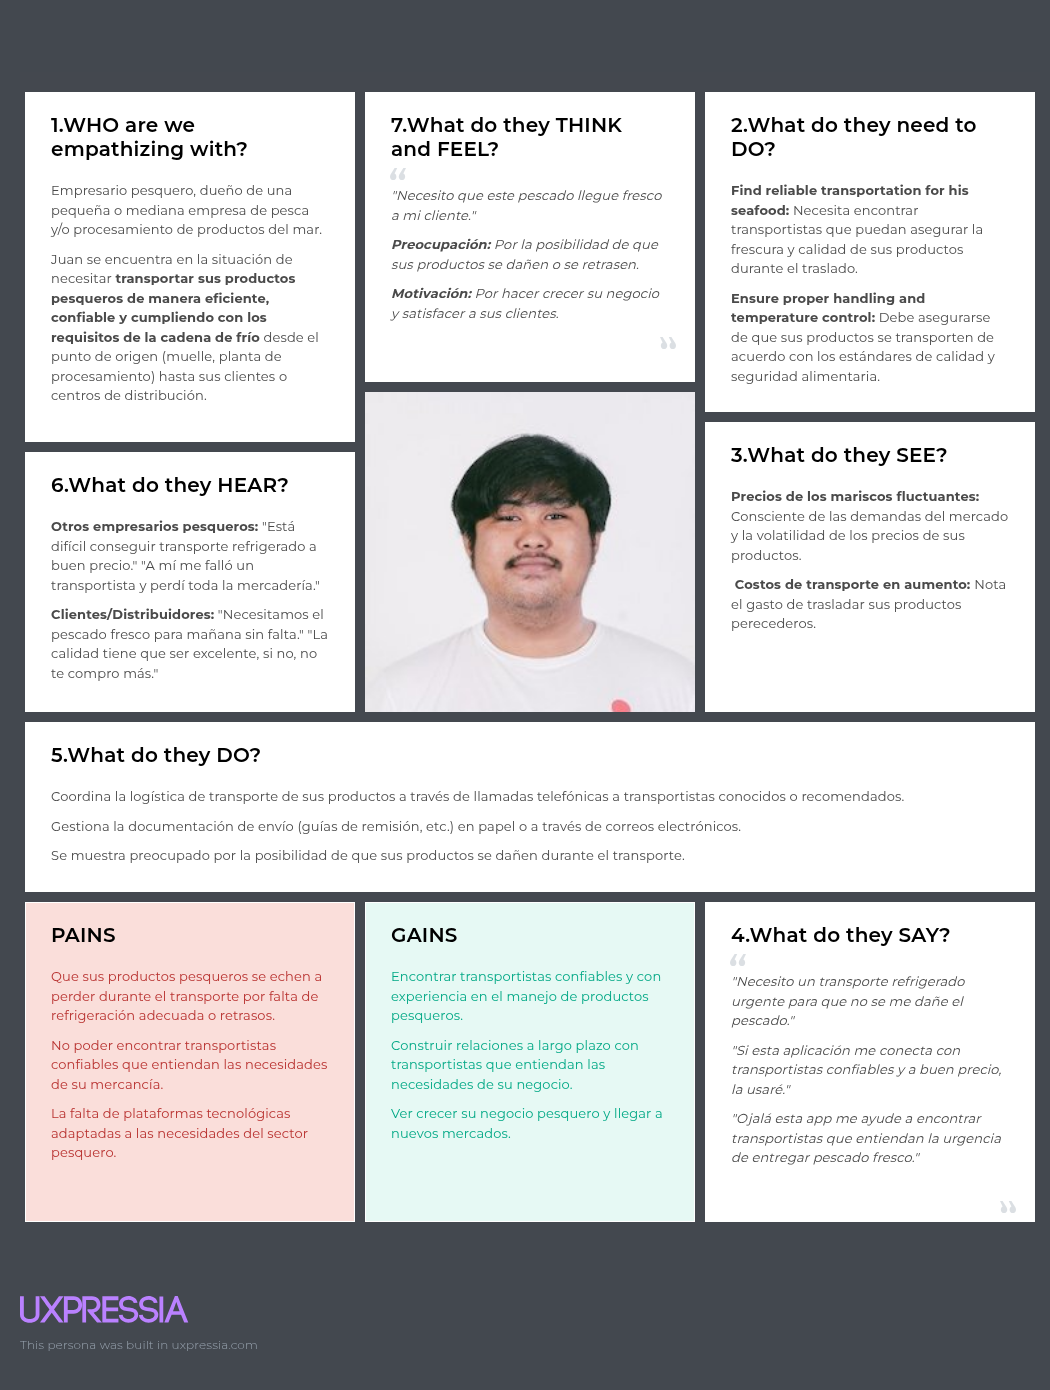 1.WHO are we
empathizing with?
Empresario pesquero, dueño de una
pequeña o mediana empresa de pesca
y/o procesamiento de productos del mar.
Juan se encuentra en la situación de
necesitar transportar sus productos
pesqueros de manera eficiente,
confiable y cumpliendo con los
requisitos de la cadena de frío desde el
punto de origen (muelle, planta de
procesamiento) hasta sus clientes o
centros de distribución.
7.What do they THINK
and FEEL?
“
"Necesito que este pescado llegue fresco
a mi cliente."
Preocupación: Por la posibilidad de que
sus productos se dañen o se retrasen.
Motivación: Por hacer crecer su negocio
y satisfacer a sus clientes.
”
2.What do they need to
DO?
Find reliable transportation for his
seafood: Necesita encontrar
transportistas que puedan asegurar la
frescura y calidad de sus productos
durante el traslado.
Ensure proper handling and
temperature control: Debe asegurarse
de que sus productos se transporten de
acuerdo con los estándares de calidad y
seguridad alimentaria.
6.What do they HEAR?
Otros empresarios pesqueros: "Está
difícil conseguir transporte refrigerado a
buen precio." "A mí me falló un
transportista y perdí toda la mercadería."
Clientes/Distribuidores: "Necesitamos el
pescado fresco para mañana sin falta." "La
calidad tiene que ser excelente, si no, no
te compro más."
3.What do they SEE?
Precios de los mariscos fluctuantes:
Consciente de las demandas del mercado
y la volatilidad de los precios de sus
productos.
Costos de transporte en aumento: Nota
el gasto de trasladar sus productos
perecederos.
5.What do they DO?
Coordina la logística de transporte de sus productos a través de llamadas telefónicas a transportistas conocidos o recomendados.
Gestiona la documentación de envío (guías de remisión, etc.) en papel o a través de correos electrónicos.
Se muestra preocupado por la posibilidad de que sus productos se dañen durante el transporte.
PAINS
Que sus productos pesqueros se echen a
perder durante el transporte por falta de
refrigeración adecuada o retrasos.
No poder encontrar transportistas
confiables que entiendan las necesidades
de su mercancía.
La falta de plataformas tecnológicas
adaptadas a las necesidades del sector
pesquero.
GAINS
Encontrar transportistas confiables y con
experiencia en el manejo de productos
pesqueros.
Construir relaciones a largo plazo con
transportistas que entiendan las
necesidades de su negocio.
Ver crecer su negocio pesquero y llegar a
nuevos mercados.
4.What do they SAY?
“
"Necesito un transporte refrigerado
urgente para que no se me dañe el
pescado."
"Si esta aplicación me conecta con
transportistas confiables y a buen precio,
la usaré."
"Ojalá esta app me ayude a encontrar
transportistas que entiendan la urgencia
de entregar pescado fresco."
”
UXPRESSIA
This persona was built in uxpressia.com